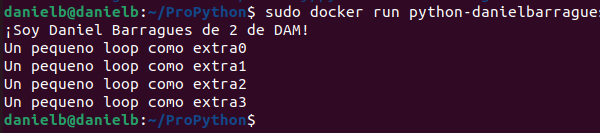 danielb@danielb:~/ProPython$ sudo docker run python-danielbarragues
¡Soy Daniel Barragues de 2 de DAM!
Un pequeno loop como extra0
Un pequeno loop como extra1
Un pequeno loop como extra2
Un pequeno loop como extra3
danielb@danielb:~/ProPython$